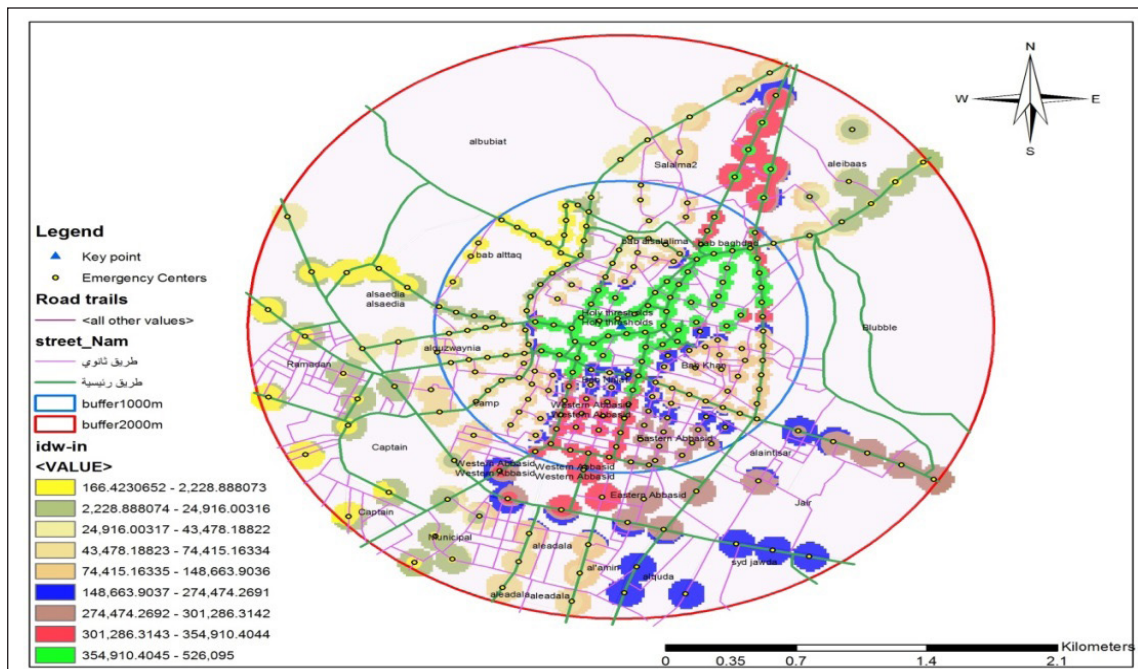 N
W
E
S
albubiat
Salalma2
aleibaas
bab alsalalima
bab baghdad
bab alttaq
alsaedia
alsaedia
Holy thresholds
Holy thresholds
Blubble
alquzwaynia
Ramadan
Bab Khan
Bab Najaf
Camp
Western Abbasid
Western Abbasid
Eastern Abbasid
Captain
alaintisar
Western Abbasid
Western Abbasid
Western Abbasid
Western Abbasid
Eastern Abbasid
Jair
Captain
Municipal
aleadala
al'amin
alquda
syd jawda
aleadala
aleadala
Legend
Key point
Emergency Centers
Road trails
<all other values>
street_Nam
طريق ثانوي
طريق رئيسية
buffer1000m
buffer2000m
idw-in
<VALUE>
166.4230652 - 2,228.888073
2,228.888074 - 24,916.00316
24,916.00317 - 43,478.18822
43,478.18823 - 74,415.16334
74,415.16335 - 148,663.9036
148,663.9037 - 274,474.2691
274,474.2692 - 301,286.3142
301,286.3143 - 354,910.4044
354,910.4045 - 526,095
Kilometers
0 0.35 0.7 1.4 2.1